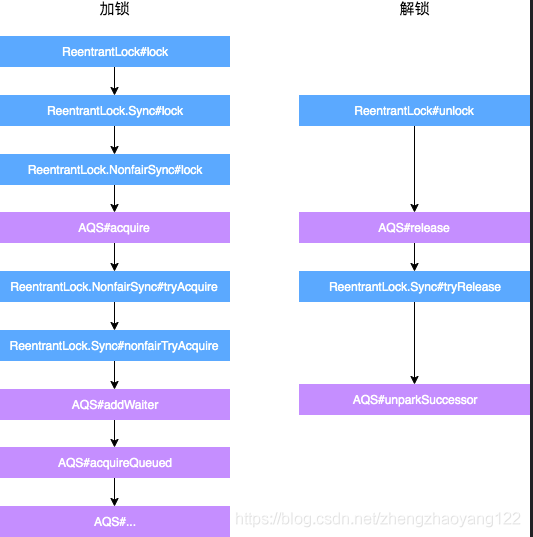 加锁
ReentrantLock#lock
ReentrantLock.Sync#lock
ReentrantLock.NonfairSync#lock
AQS#acquire
ReentrantLock.NonfairSync#tryAcquire
ReentrantLock.Sync#nonfairTryAcquire
AQS#addWaiter
AQS#acquireQueued
AQS#...
解锁
ReentrantLock#unlock
AQS#release
ReentrantLock.Sync#tryRelease
AQS#unparkSuccessor
https://blog.csdn.net/zhengzhaoyang122